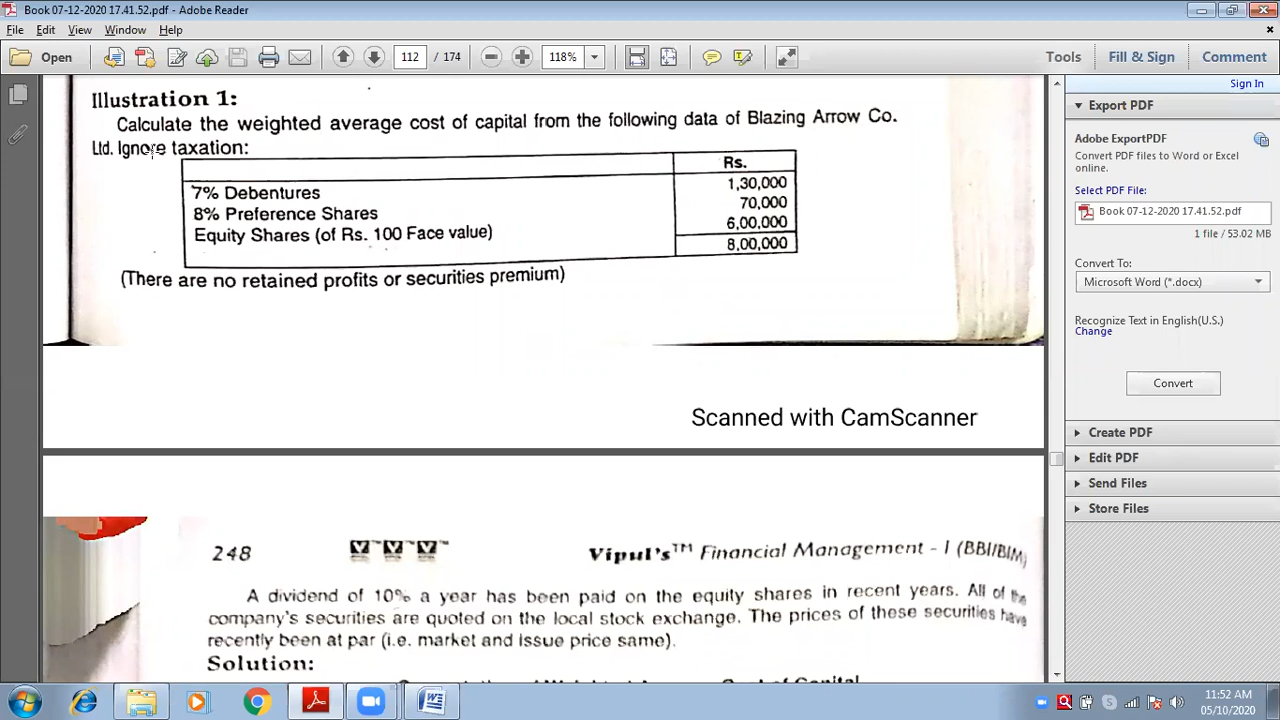 Book 07-12-2020 17.41.52.pdf - Adobe Reader
File Edit View Window Help
Open 112 / 174 118% Tools Fill & Sign Comment
Sign In
Illustration 1:
Calculate the weighted average cost of capital from the following data of Blazing Arrow Co.
Ltd. Ignore taxation:
Rs.
7% Debentures 1,30,000
8% Preference Shares 70,000
Equity Shares (of Rs. 100 Face value) 6,00,000
8,00,000
(There are no retained profits or securities premium)
Scanned with CamScanner
248 Vipul's™ Financial Management - I (BBI/BIM)
A dividend of 10% a year has been paid on the equity shares in recent years. All of the
company's securities are quoted on the local stock exchange. The prices of these securities have
recently been at par (i.e. market and issue price same).
Solution:
Cost of Capital
Export PDF
Adobe ExportPDF
Convert PDF files to Word or Excel
online.
Select PDF File:
Book 07-12-2020 17.41.52.pdf
1 file / 53.02 MB
Convert To:
Microsoft Word (*.docx)
Recognize Text in English(U.S.)
Change
Convert
Create PDF
Edit PDF
Send Files
Store Files
11:52 AM
05/10/2020